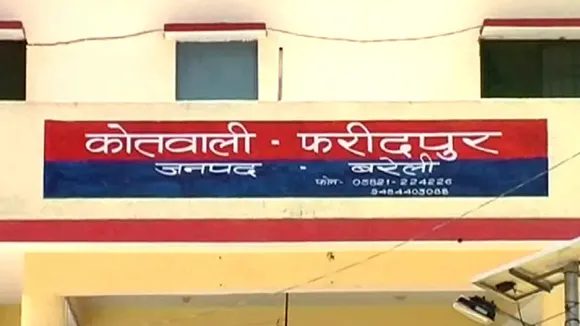 कोतवाली - फरीदपुर
जनपद - बरेली
फोन- 05821-224226
9454403088